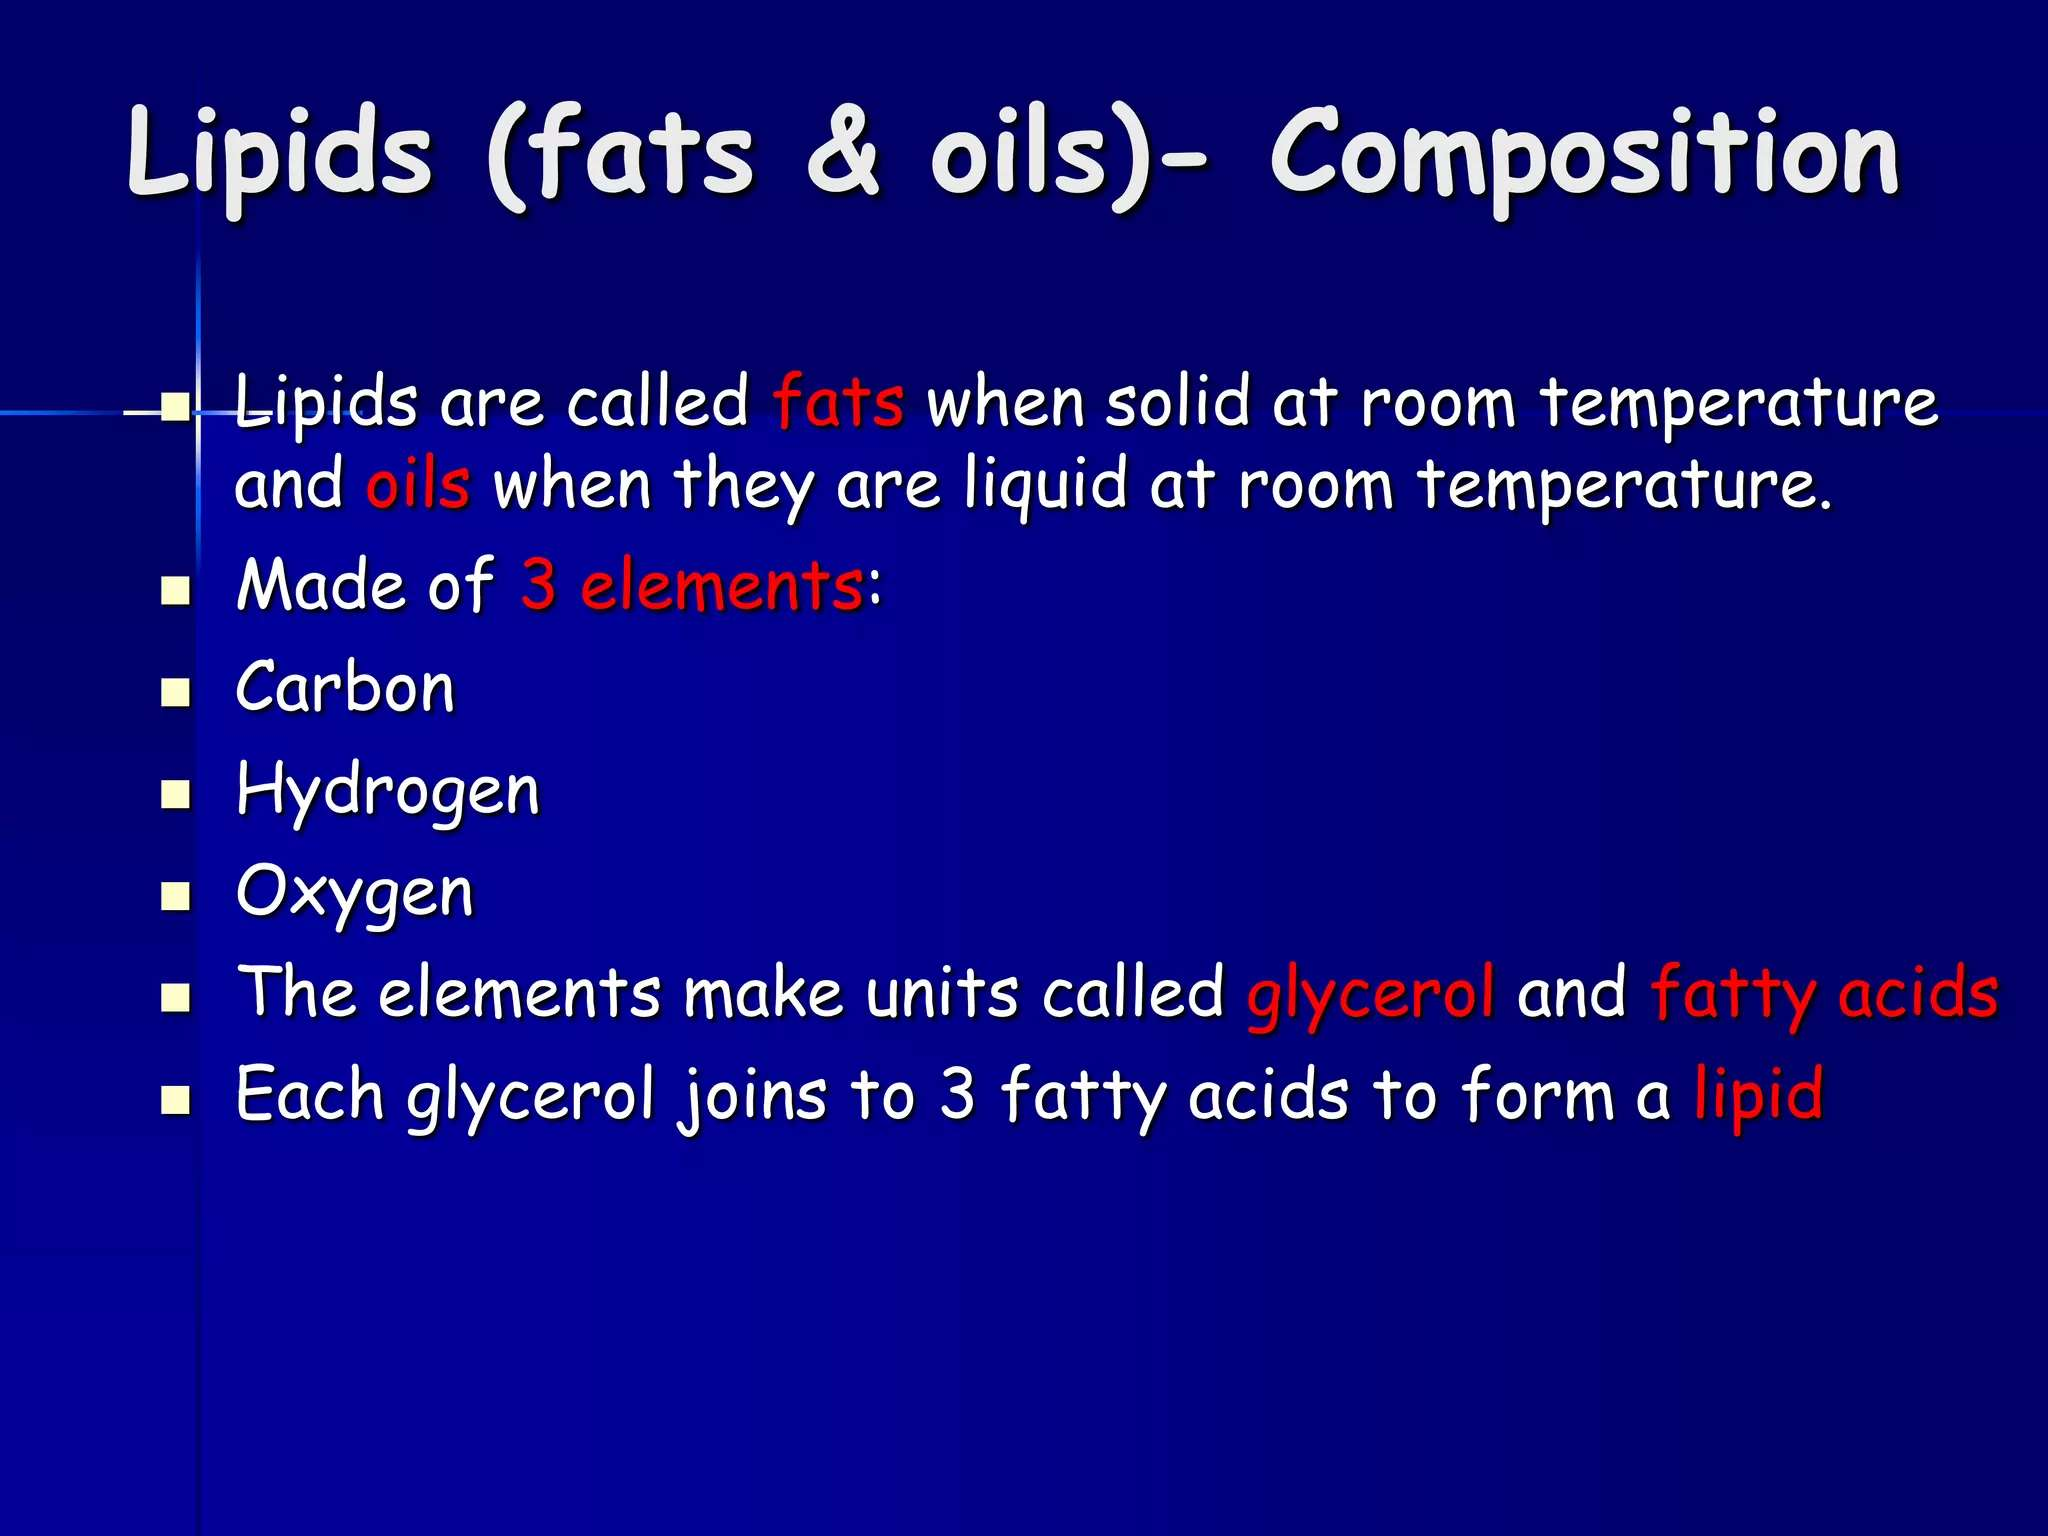 Lipids (fats & oils)- Composition
■ Lipids are called fats when solid at room temperature
and oils when they are liquid at room temperature.
■ Made of 3 elements:
■ Carbon
■ Hydrogen
■ Oxygen
■ The elements make units called glycerol and fatty acids
■ Each glycerol joins to 3 fatty acids to form a lipid